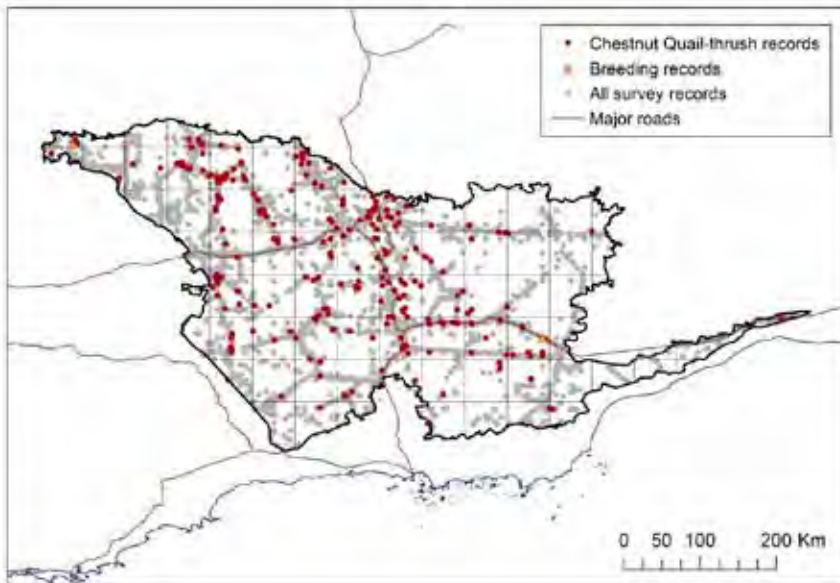 Chestnut Quail-thrush records
Breeding records
All survey records
Major roads
0 50 100 200 Km